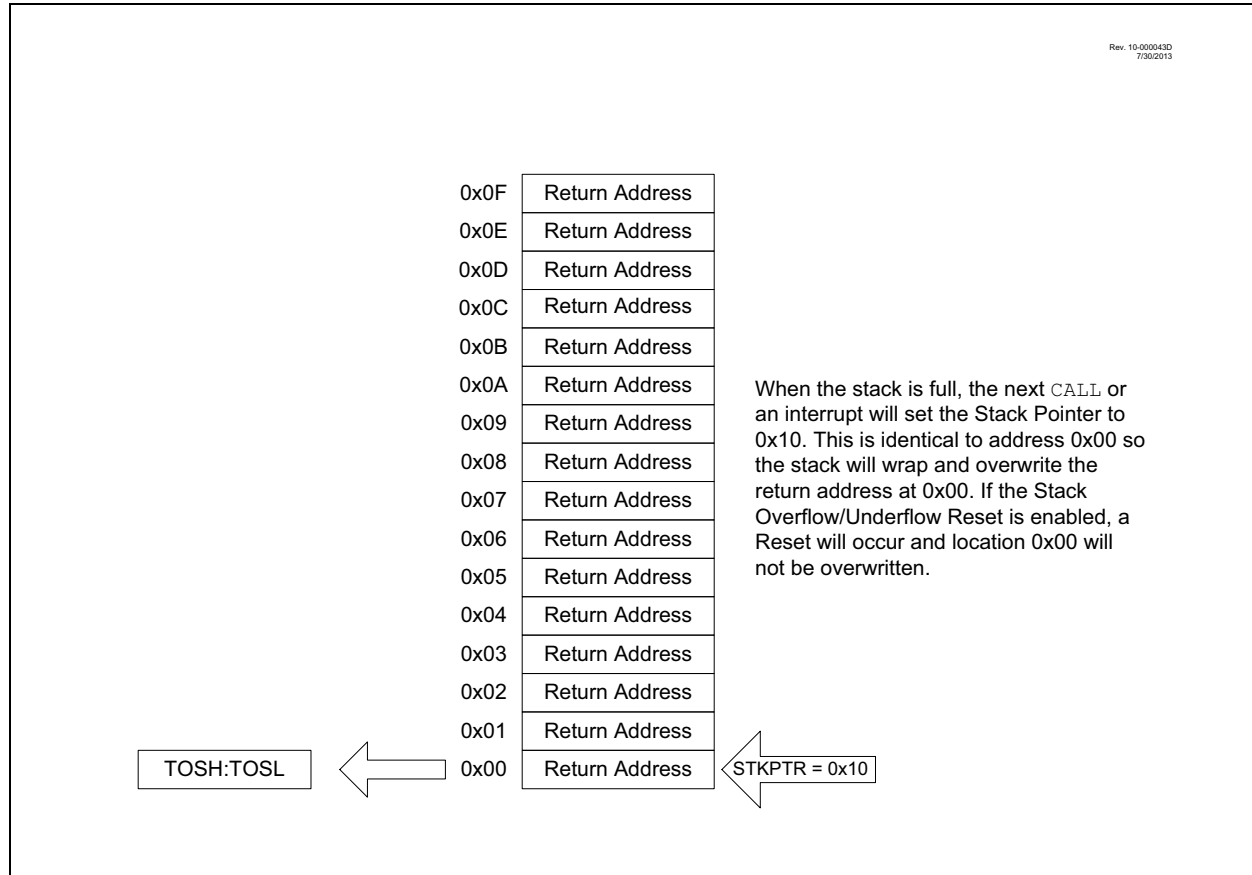 Rev. 10-000043D
7/30/2013
0x0F Return Address
0x0E Return Address
0x0D Return Address
0x0C Return Address
0x0B Return Address
0x0A Return Address
0x09 Return Address
0x08 Return Address
0x07 Return Address
0x06 Return Address
0x05 Return Address
0x04 Return Address
0x03 Return Address
0x02 Return Address
0x01 Return Address
TOSH:TOSL 0x00 Return Address STKPTR = 0x10
When the stack is full, the next CALL or
an interrupt will set the Stack Pointer to
0x10. This is identical to address 0x00 so
the stack will wrap and overwrite the
return address at 0x00. If the Stack
Overflow/Underflow Reset is enabled, a
Reset will occur and location 0x00 will
not be overwritten.